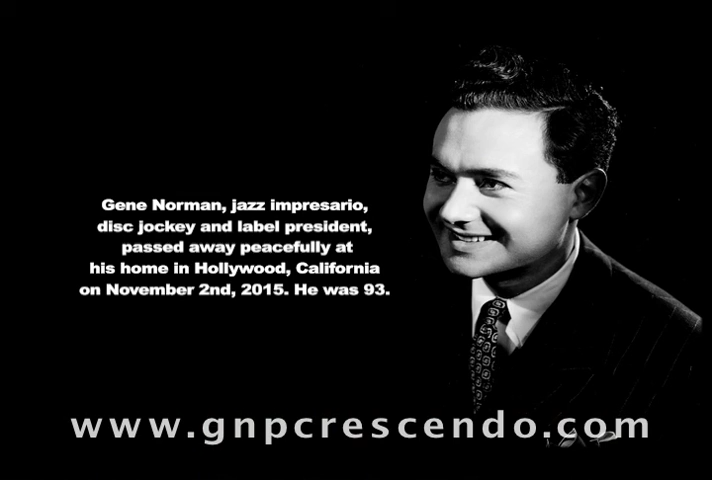 Gene Norman, jazz impresario,
disc jockey and label president,
passed away peacefully at
his home in Hollywood, California
on November 2nd, 2015. He was 93.
www.gnpcrescendo.com